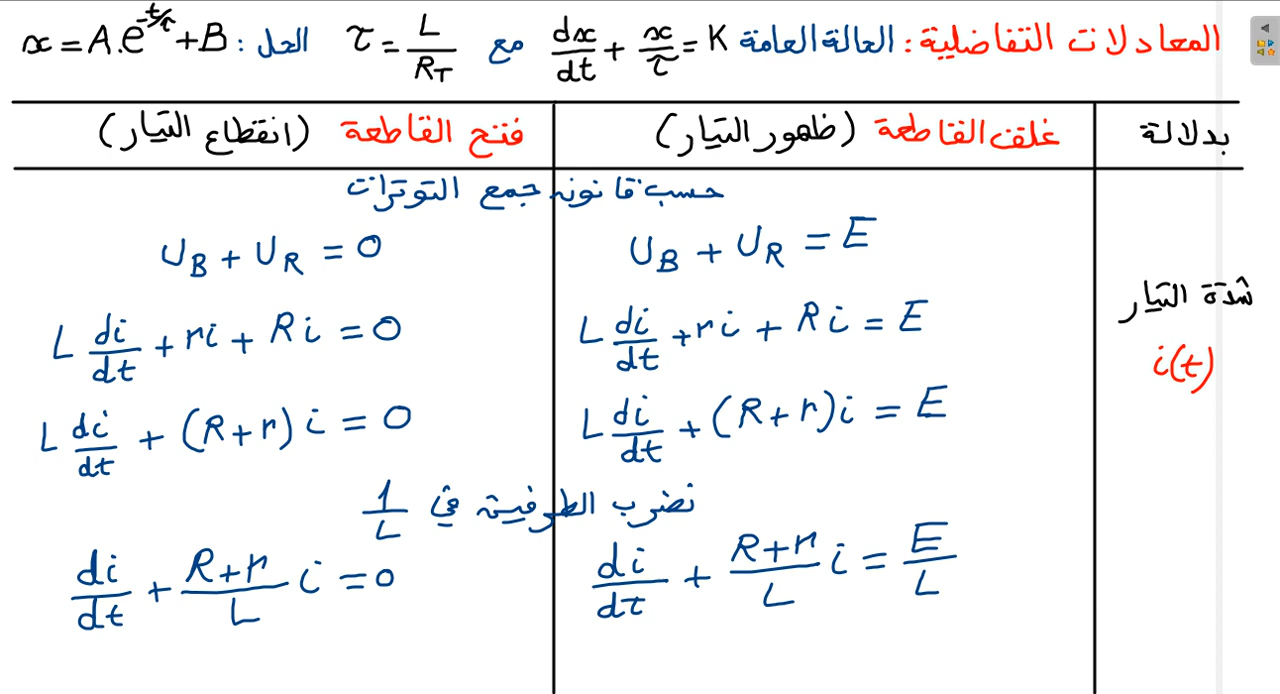 المعادلات التفاضلية: الحالة العامة dx/dt + x/τ = K مع τ = L/R_T الحل: x = A.e^(-t/τ) + B
بدلالة غلق القاطعة (ظهور التيار) فتح القاطعة (انقطاع التيار)
حسب قانون جمع التوترات
U_B + U_R = E U_B + U_R = 0
شدة التيار
L di/dt + ri + Ri = E L di/dt + ri + Ri = 0
i(t)
L di/dt + (R+r)i = E L di/dt + (R+r) i = 0
نضرب الطرفين في 1/L
di/dτ + R+r/L i = E/L di/dt + R+r/L i = 0